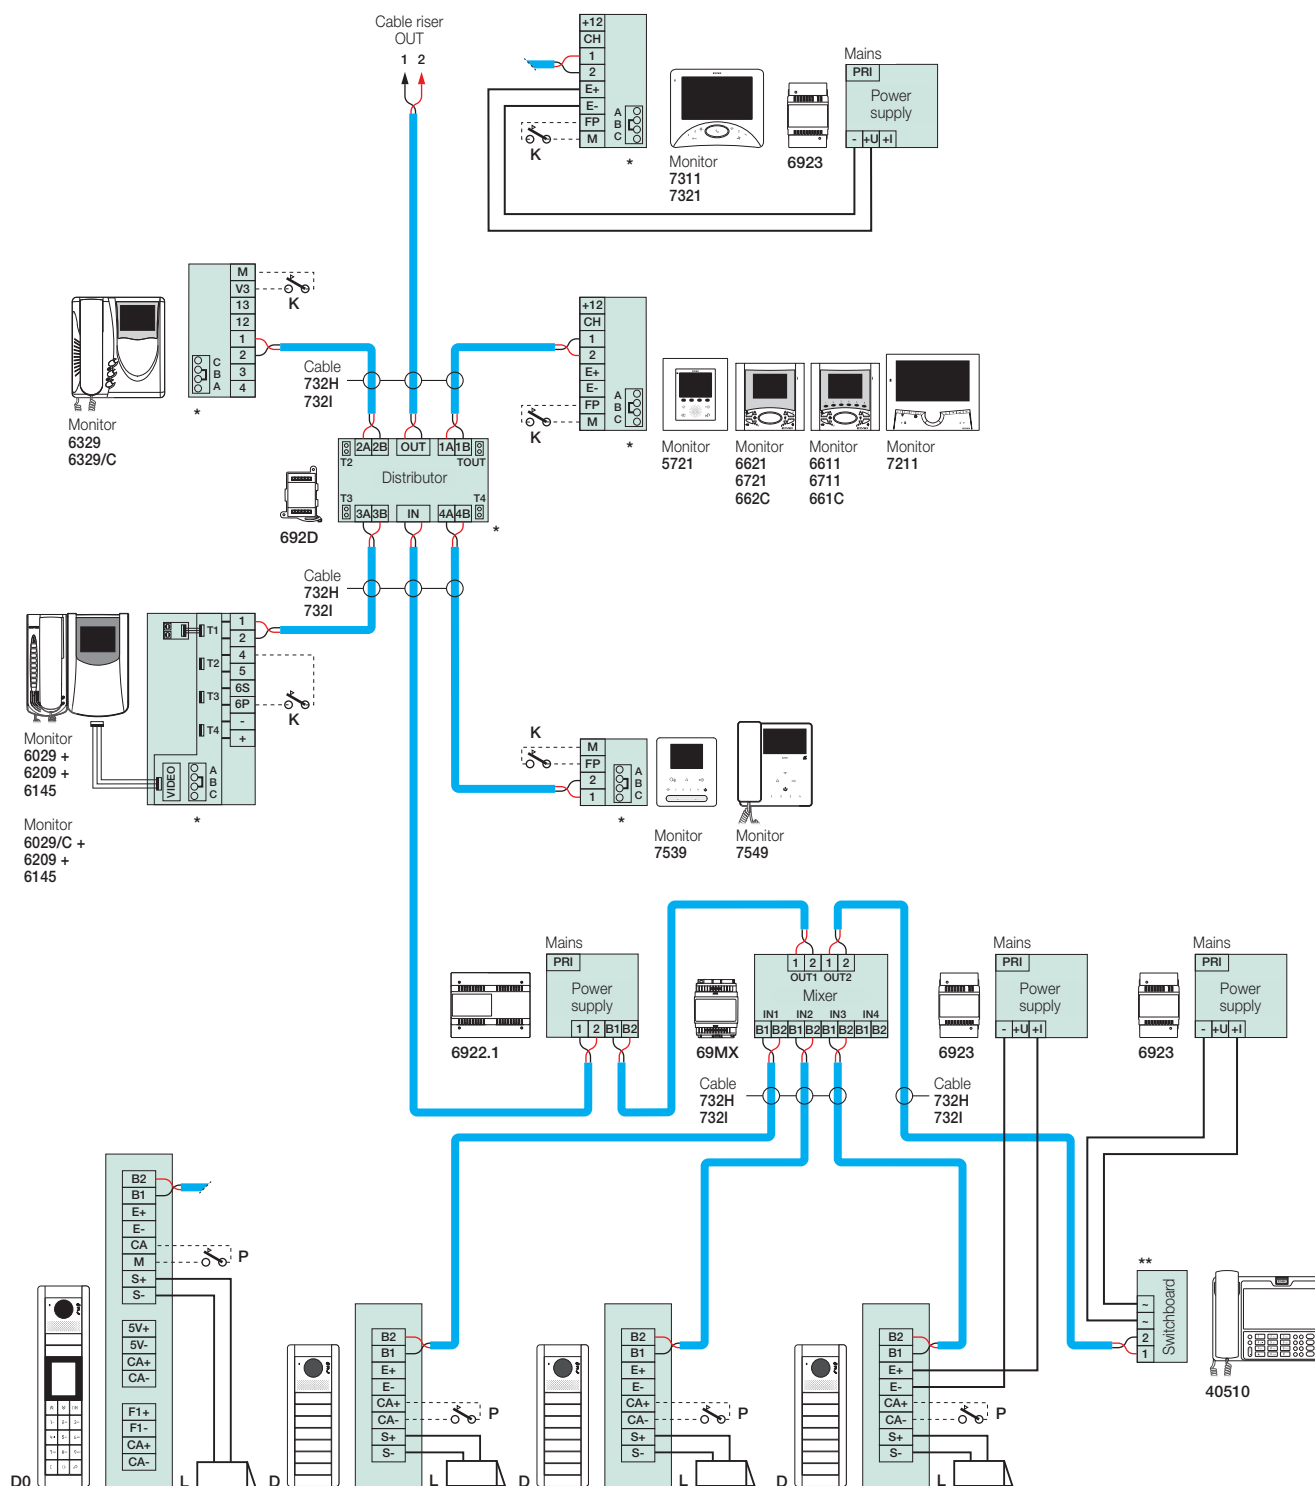 Cable riser
OUT
1 2
+12
CH
1
2
E+
E-
FP
M
A
B
C
*
K
Monitor
7311
7321
6923
Mains
PRI
Power
supply
- +U +I
M
V3
13
12
1
2
3
4
C
B
A
*
K
Monitor
6329
6329/C
Cable
732H
732I
+12
CH
1
2
E+
E-
FP
M
A
B
C
*
K
Monitor
5721
Monitor
6621
6721
662C
Monitor
6611
6711
661C
Monitor
7211
2A 2B OUT 1A 1B
T2 TOUT
Distributor
T3 T4
3A 3B IN 4A 4B
*
692D
Cable
732H
732I
1
2
4
5
6S
6P
-
+
T1
T2
T3
T4
VIDEO
A
B
C
*
K
Monitor
6029 +
6209 +
6145
Monitor
6029/C +
6209 +
6145
K
M
FP
2
1
A
B
C
*
Monitor
7539
Monitor
7549
Mains
PRI
Power
supply
1 2 B1 B2
6922.1
1 2 1 2
OUT1 OUT2
Mixer
IN1 IN2 IN3 IN4
B1 B2 B1 B2 B1 B2 B1 B2
69MX
Mains
PRI
Power
supply
- +U +I
6923
Mains
PRI
Power
supply
- +U +I
6923
Cable
732H
732I
Cable
732H
732I
B2
B1
E+
E-
CA
M
S+
S-
5V+
5V-
CA+
CA-
F1+
F1-
CA+
CA-
P
D0
L
B2
B1
E+
E-
CA+
CA-
S+
S-
P
D
L
B2
B1
E+
E-
CA+
CA-
S+
S-
P
D
L
B2
B1
E+
E-
CA+
CA-
S+
S-
P
D
L
**
~
~
2
1
Switchboard
40510